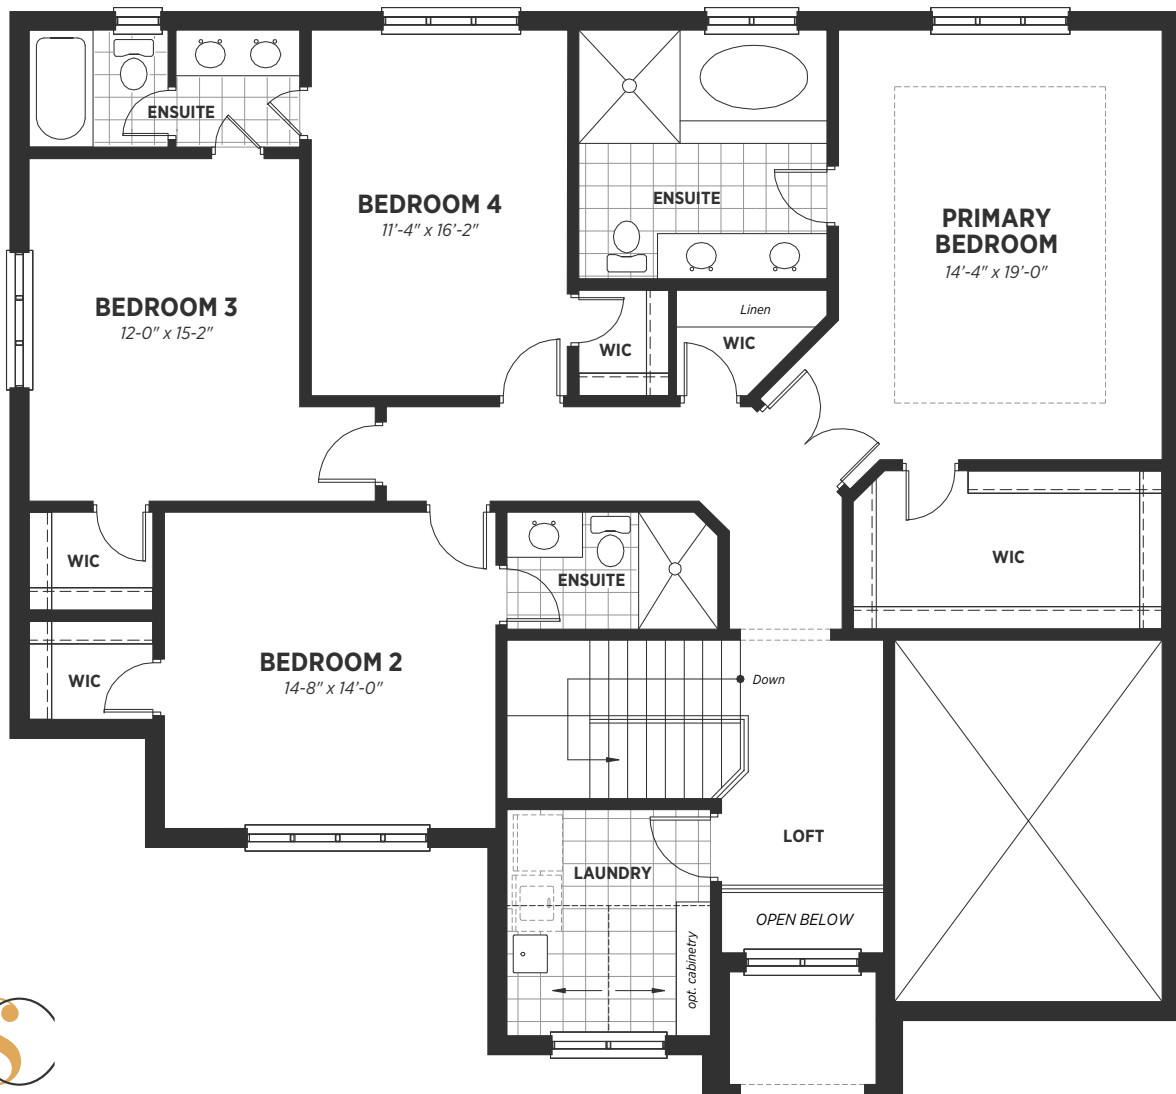 ENSUITE
BEDROOM 4
11'-4" x 16'-2"
ENSUITE
PRIMARY
BEDROOM
14'-4" x 19'-0"
BEDROOM 3
12-0" x 15-2"
Linen
WIC
WIC
WIC
ENSUITE
WIC
WIC
BEDROOM 2
14-8" x 14'-0"
Down
LOFT
LAUNDRY
OPEN BELOW
opt. cabinetry